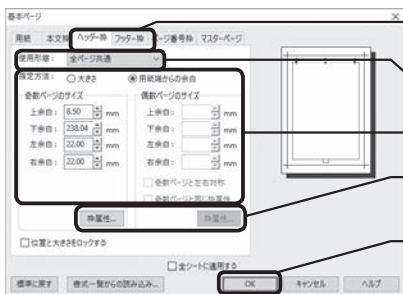 基本ページ
用紙 本文枠 ヘッダー枠 フッター枠 ページ番号枠 マスターページ
使用形態： 全ページ共通
指定方法： 大きさ 用紙端からの余白
奇数ページのサイズ 偶数ページのサイズ
上余白： 8.50 mm 上余白： mm
下余白： 238.04 mm 下余白： mm
左余白： 22.00 mm 左余白： mm
右余白： 22.00 mm 右余白： mm
奇数ページと左右対称
奇数ページと同じ枠属性
枠属性... 枠属性...
位置と大きさをロックする
全シートに適用する
標準に戻す 書式一覧からの読み込み... OK キャンセル ヘルプ